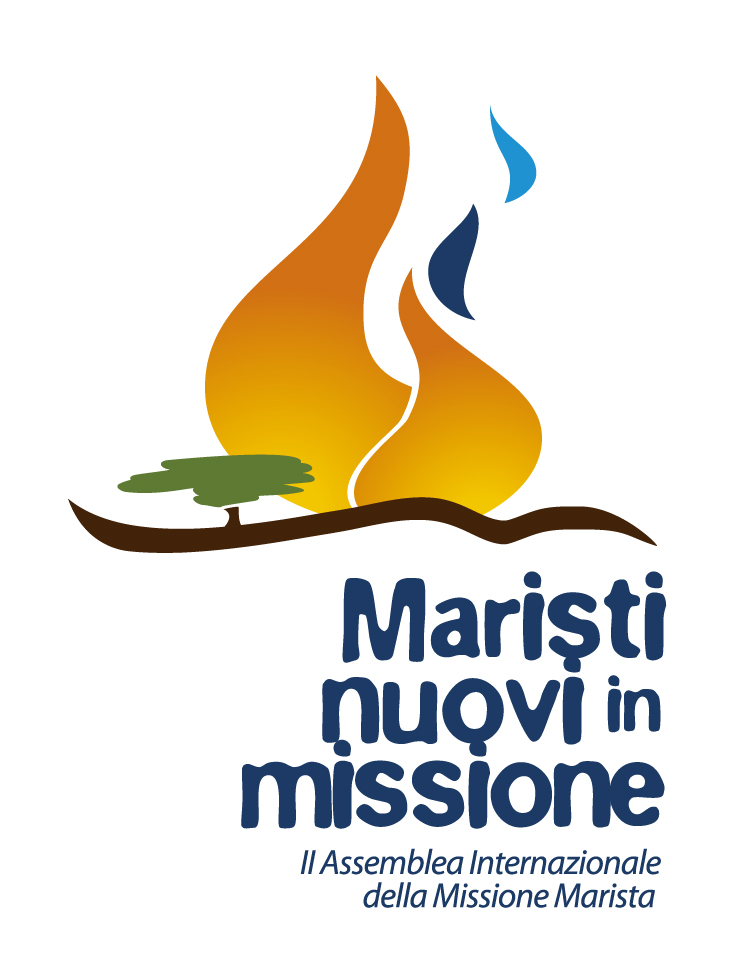 Maristi
nuovi in
missione
II Assemblea Internazionale
della Missione Marista